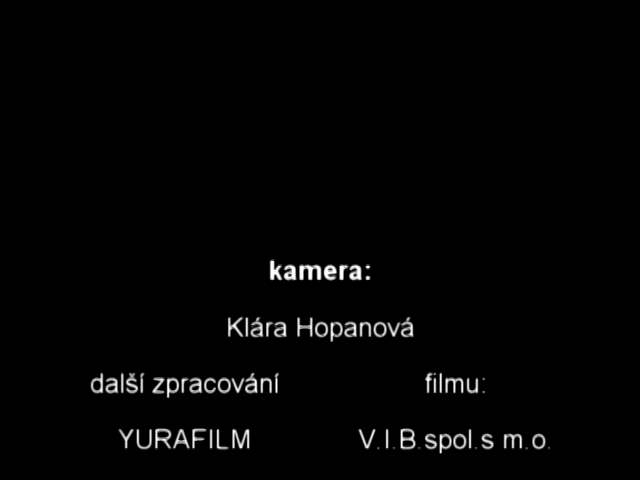 kamera:
Klára Hopanová
další zpracování filmu:
YURAFILM V.I.B.spol.s m.o.